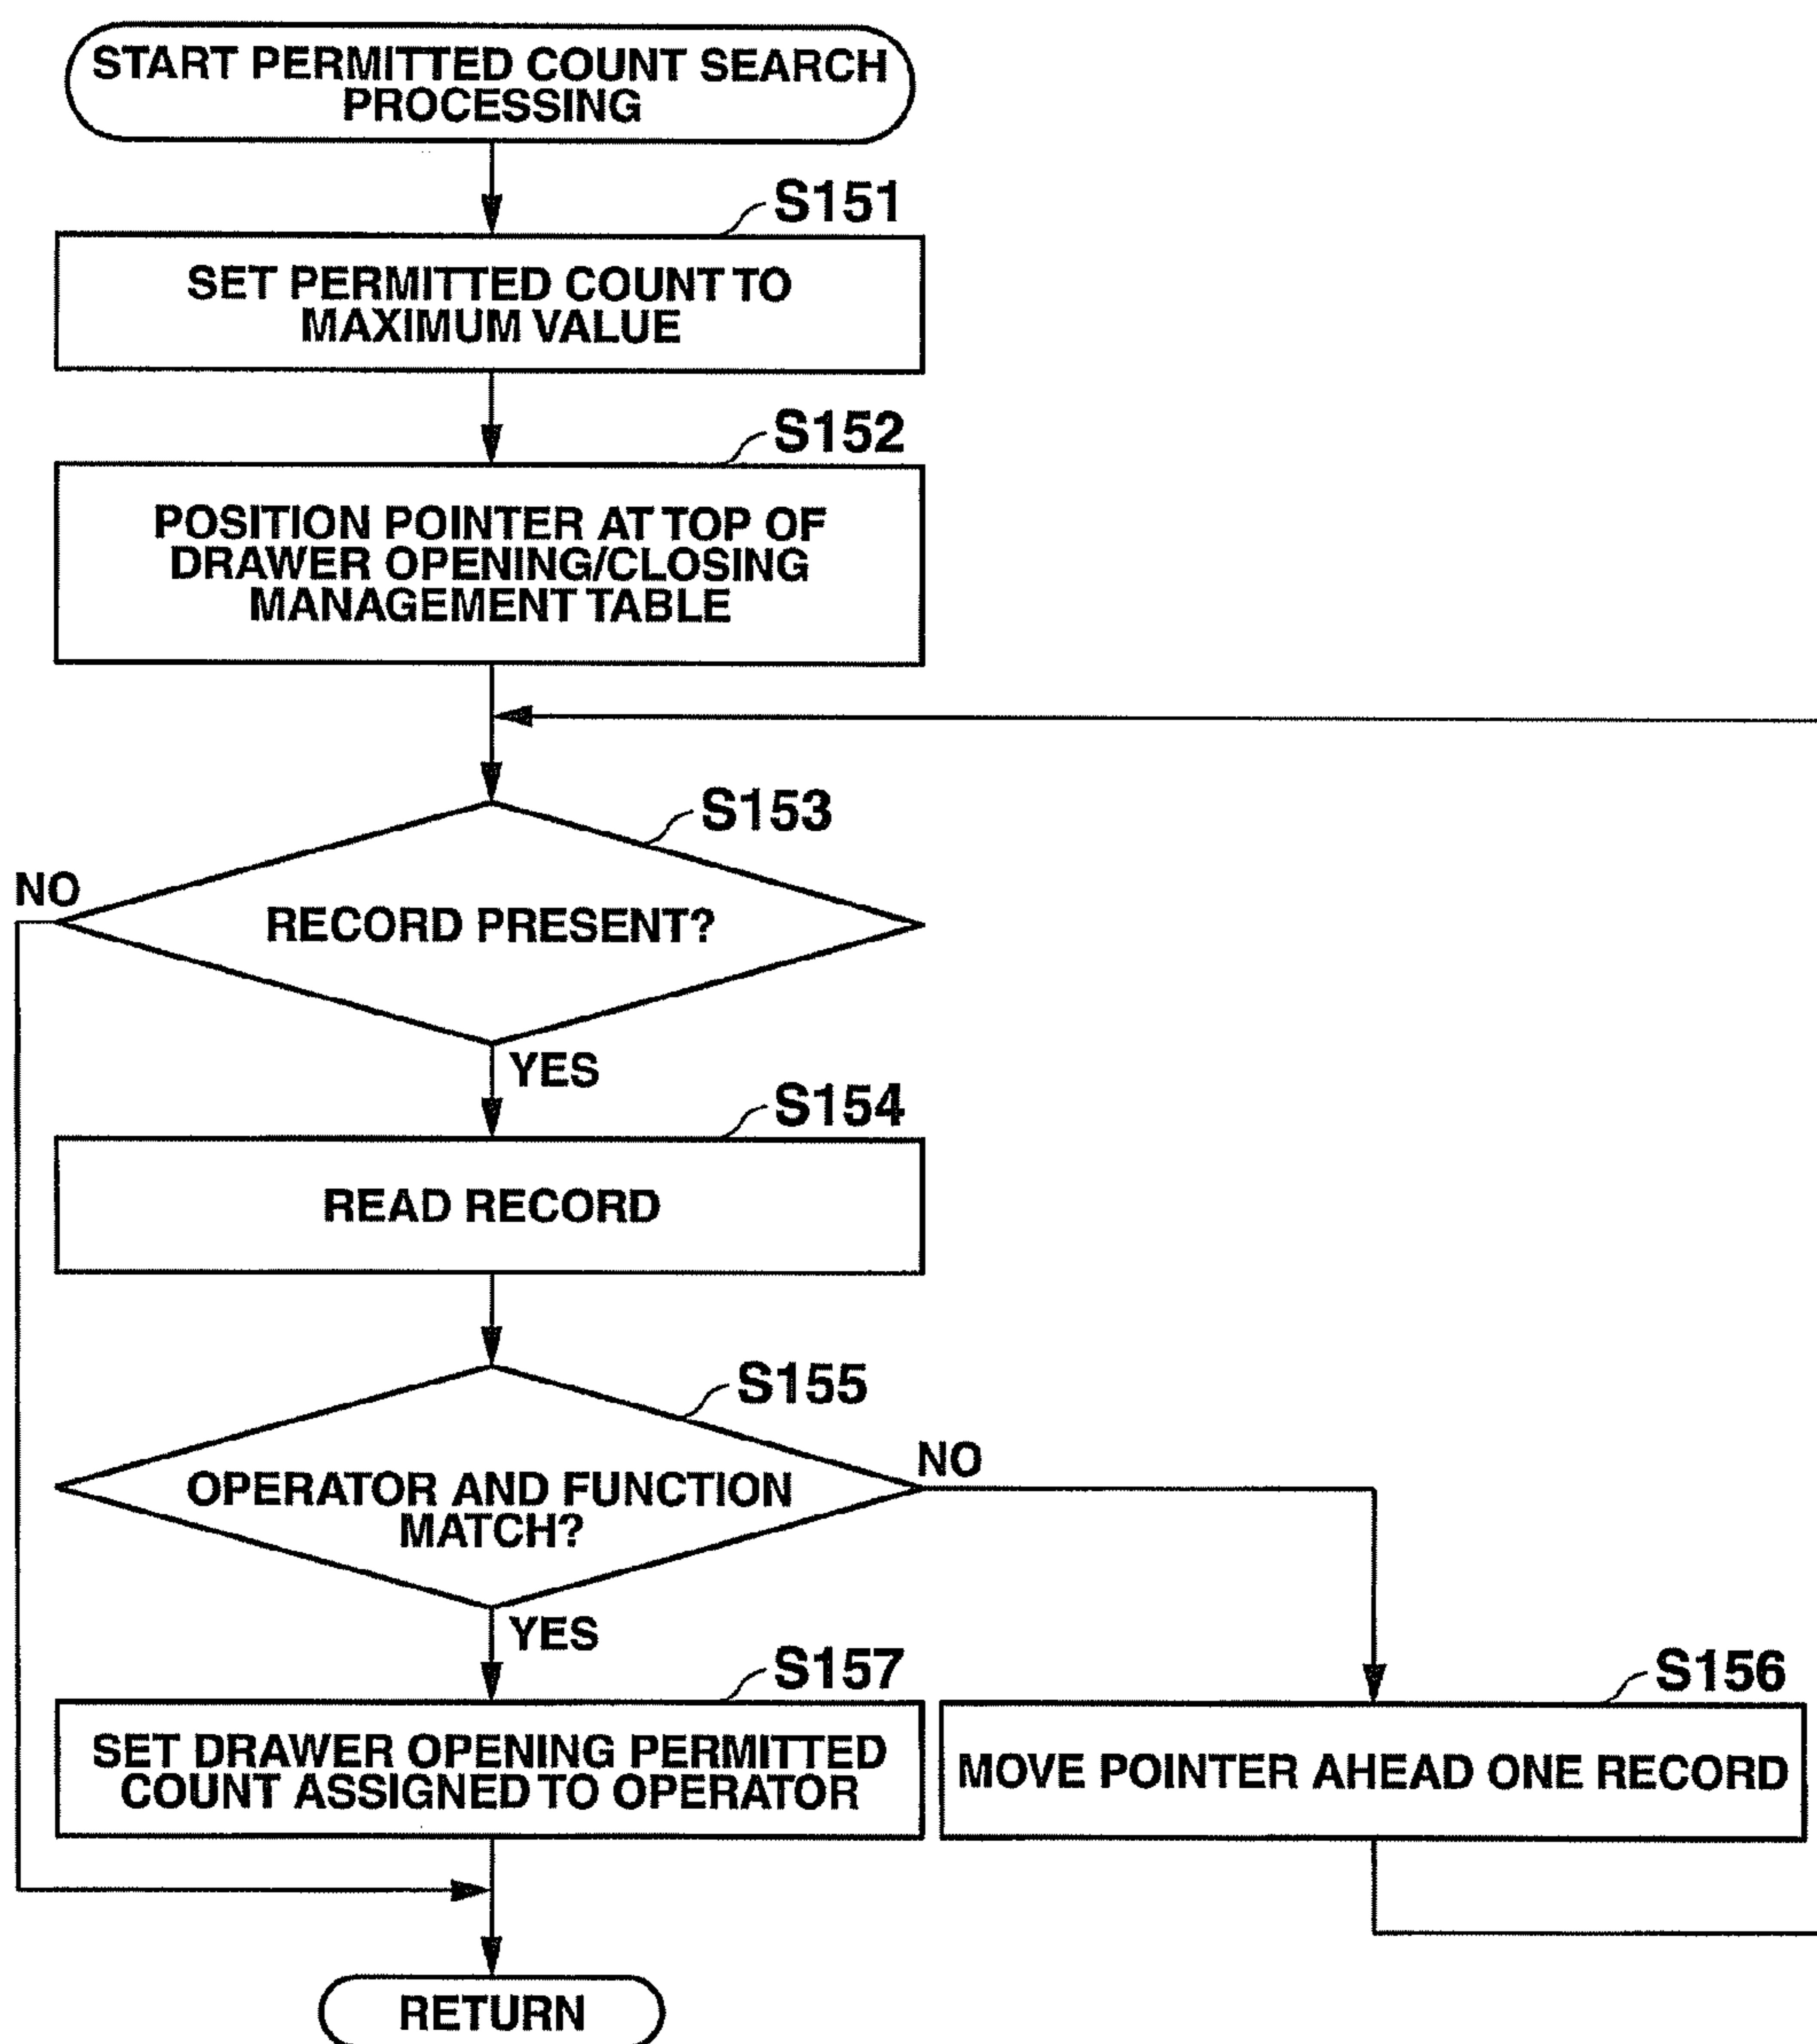 START PERMITTED COUNT SEARCH
PROCESSING
S151
SET PERMITTED COUNT TO
MAXIMUM VALUE
S152
POSITION POINTER AT TOP OF
DRAWER OPENING/CLOSING
MANAGEMENT TABLE
S153
NO
RECORD PRESENT?
YES
S154
READ RECORD
S155
NO
OPERATOR AND FUNCTION
MATCH?
YES
S157
SET DRAWER OPENING PERMITTED
COUNT ASSIGNED TO OPERATOR
S156
MOVE POINTER AHEAD ONE RECORD
RETURN